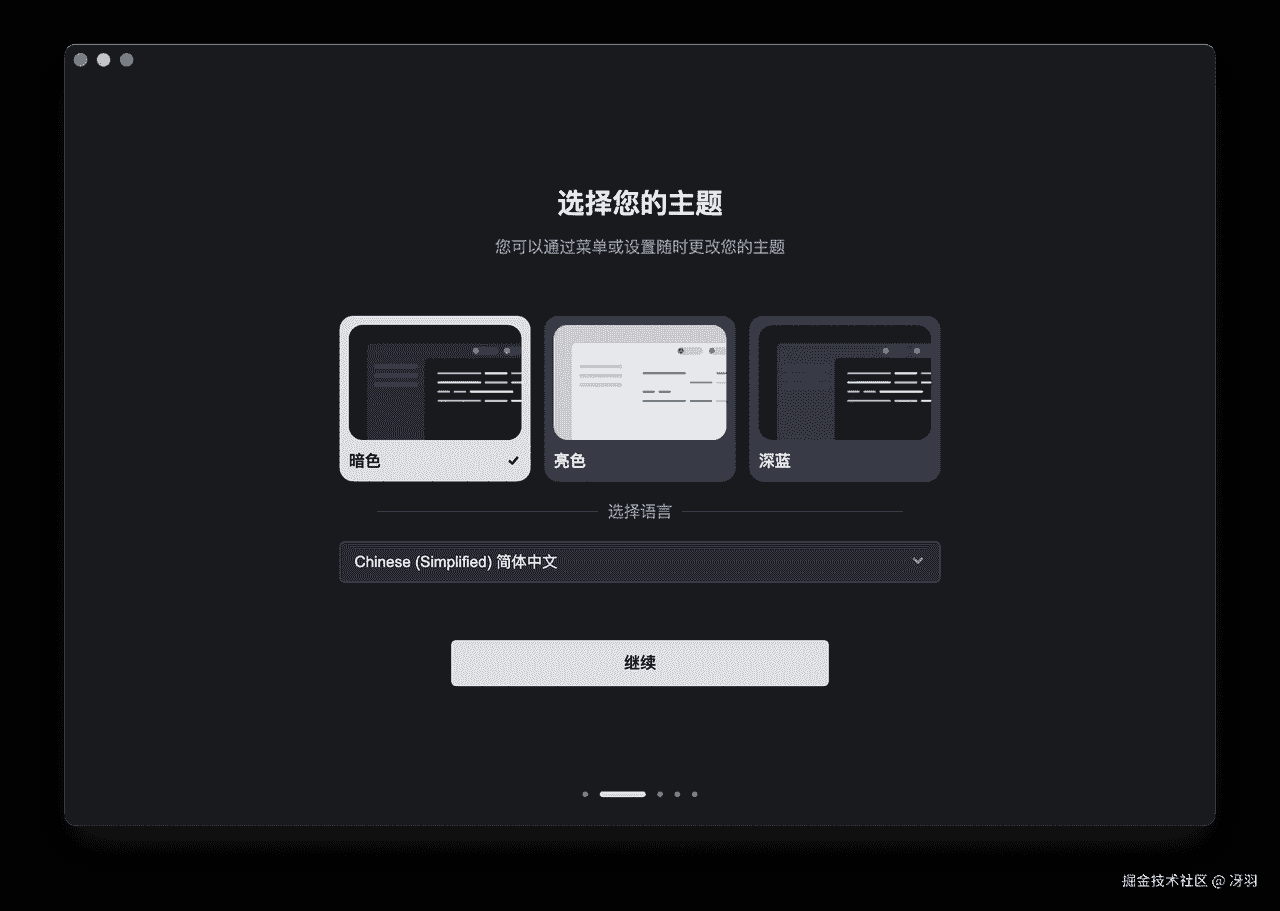 选择您的主题
您可以通过菜单或设置随时更改您的主题
暗色
亮色
深蓝
选择语言
Chinese (Simplified) 简体中文
继续
掘金技术社区 @ 冴羽